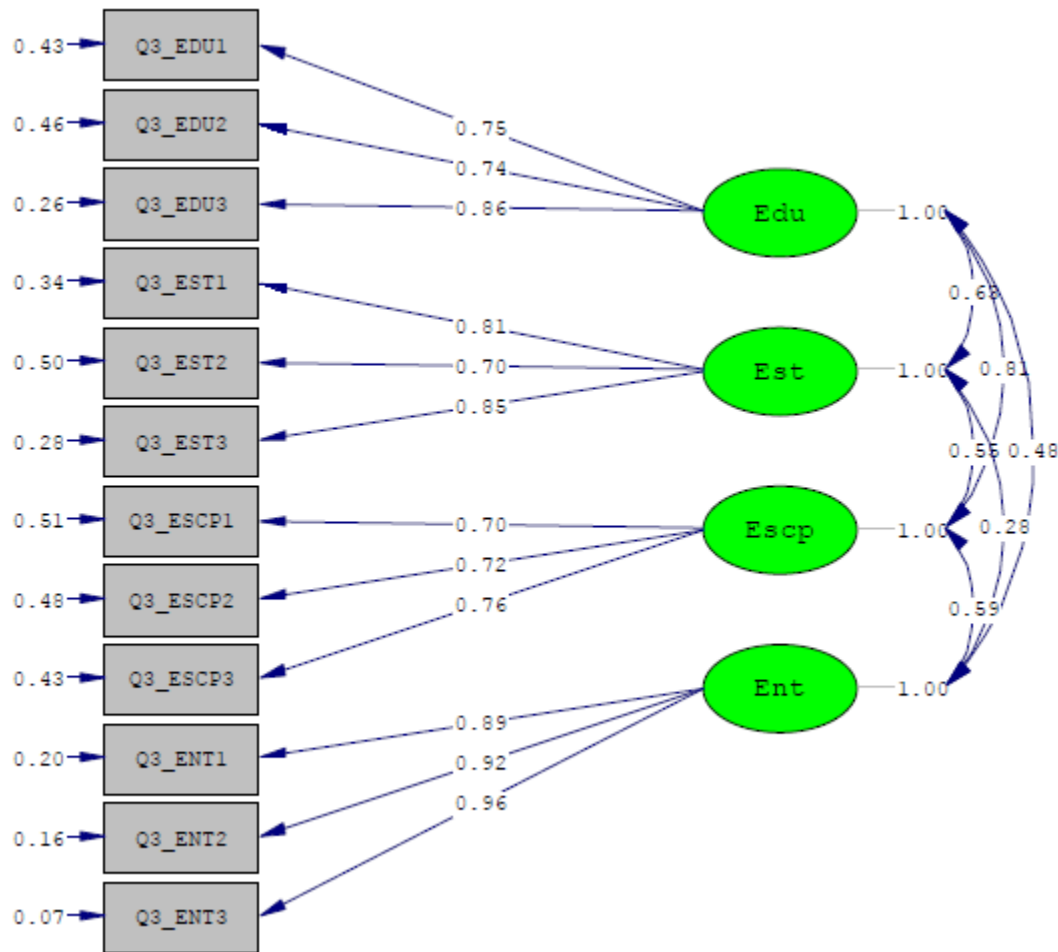 0.43 Q3_EDU1
0.75
0.46 Q3_EDU2
0.74
0.26 Q3_EDU3 0.86 Edu 1.00
0.34 Q3_EST1
0.63
0.81
0.50 Q3_EST2 0.70 Est 1.00 0.81
0.85
0.28 Q3_EST3 0.55 0.48
0.51 Q3_ESCP1 0.70 Escp 1.00 0.28
0.72
0.48 Q3_ESCP2
0.76 0.59
0.43 Q3_ESCP3 Ent 1.00
0.89
0.20 Q3_ENT1
0.92
0.96
0.16 Q3_ENT2
0.07 Q3_ENT3